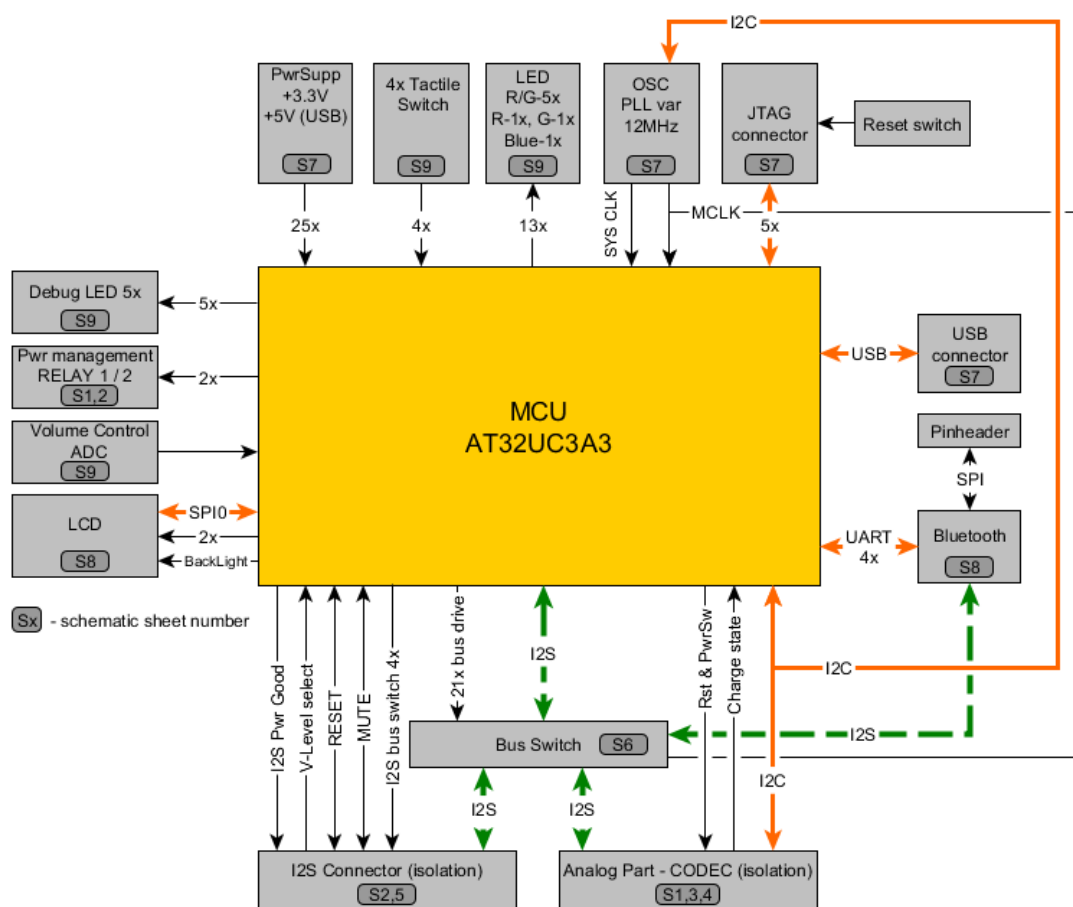 I2C
PwrSupp
+3.3V
+5V (USB)
S7
4x Tactile
Switch
S9
LED
R/G-5x
R-1x, G-1x
Blue-1x
S9
OSC
PLL var
12MHz
S7
JTAG
connector
S7
Reset switch
25x
4x
13x
SYS CLK
MCLK
5x
Debug LED 5x
S9
5x
Pwr management
RELAY 1 / 2
S1,2
2x
Volume Control
ADC
S9
LCD
S8
SPI0
2x
BackLight
MCU
AT32UC3A3
USB
USB
connector
S7
Pinheader
SPI
UART
4x
Bluetooth
S8
Sx - schematic sheet number
I2S Pwr Good
V-Level select
RESET
MUTE
I2S bus switch 4x
21x bus drive
I2S
Rst & PwrSw
Charge state
I2C
Bus Switch
S6
I2S
I2S
I2S
I2C
I2S Connector (isolation)
S2,5
Analog Part - CODEC (isolation)
S1,3,4